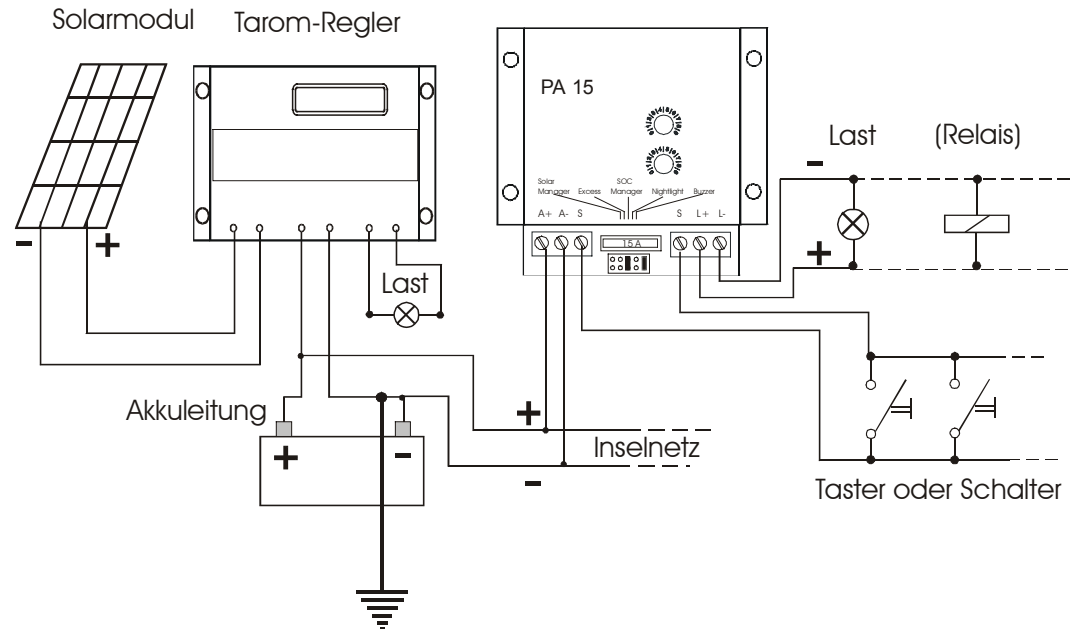 Solarmodul
Tarom-Regler
PA 15
Last
(Relais)
Solar
Manager
Excess
SOC
Manager
Nightlight
Buzzer
A+ A- S
S L+ L-
15 A
-
+
-
+
Last
Akkuleitung
+
-
+
Inselnetz
-
Taster oder Schalter